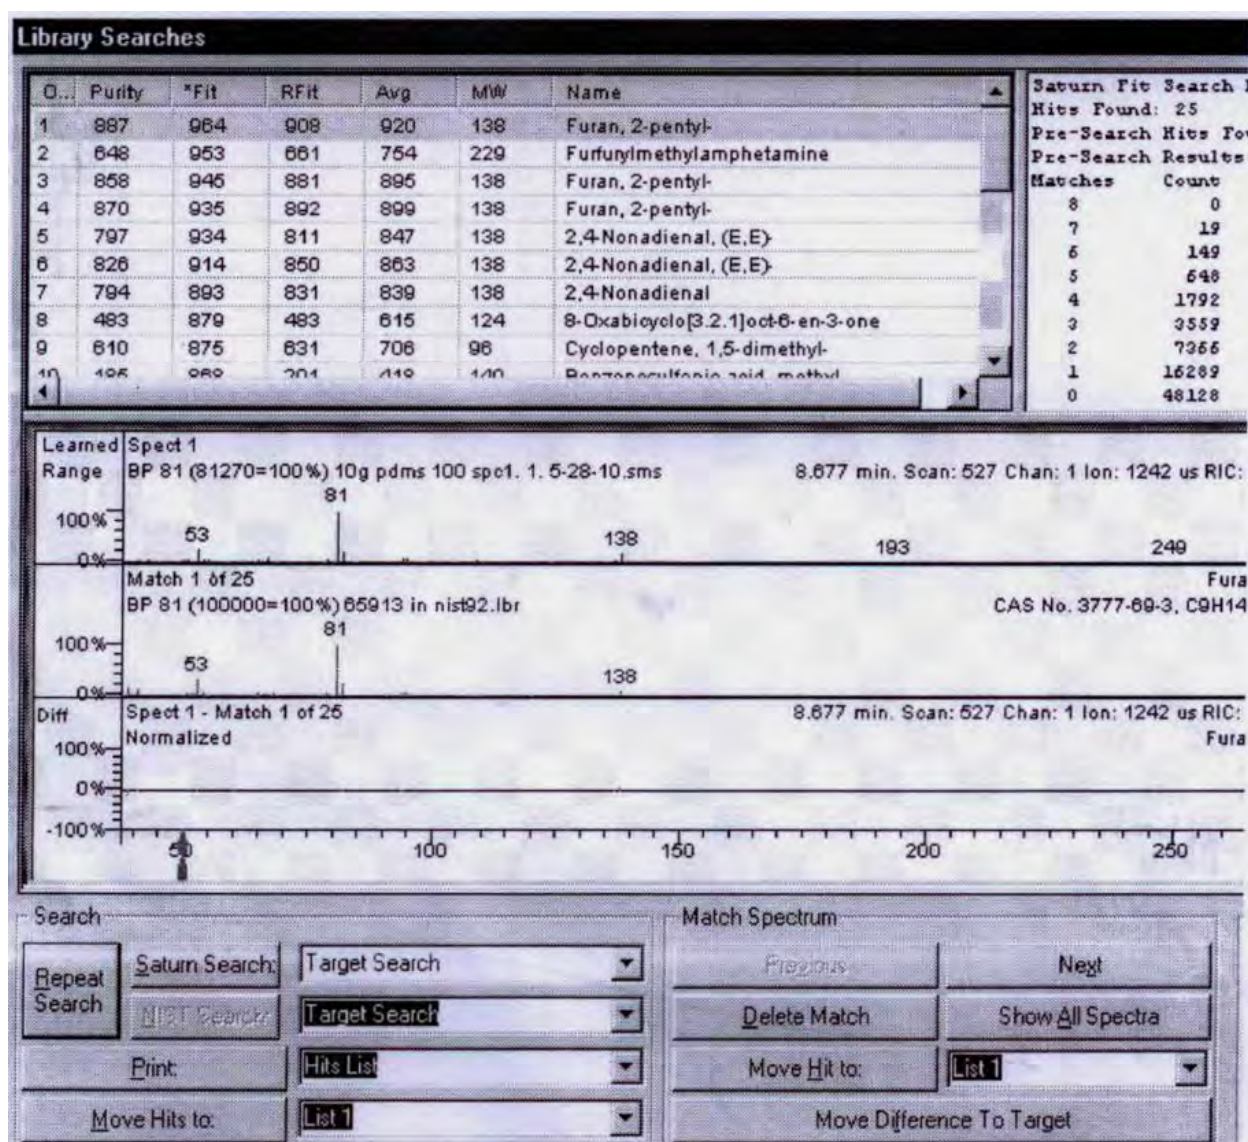 Library Searches
O... Purity *Fit RFit Avg MW Name
1 887 964 908 920 138 Furan, 2-pentyl-
2 648 953 661 754 229 Furfurylmethylamphetamine
3 858 945 881 895 138 Furan, 2-pentyl-
4 870 935 892 899 138 Furan, 2-pentyl-
5 797 934 811 847 138 2,4-Nonadienal, (E,E)-
6 826 914 850 863 138 2,4-Nonadienal, (E,E)-
7 794 893 831 839 138 2,4-Nonadienal
8 483 879 483 615 124 8-Oxabicyclo[3.2.1]oct-6-en-3-one
9 610 875 631 706 96 Cyclopentene, 1,5-dimethyl-
10
Saturn Fit Search
Hits Found: 25
Pre-Search Hits Fou
Pre-Search Results
Matches Count
8 0
7 19
6 149
5 648
4 1792
3 3559
2 7366
1 16289
0 48128
Learned Spect 1
Range BP 81 (81270=100%) 10g pdms 100 spc1. 1. 5-28-10.sms 8.677 min. Scan: 527 Chan: 1 Ion: 1242 us RIC:
81
100%
53 138 193 249
0%
Match 1 of 25 Fura
BP 81 (100000=100%) 65913 in nist92.lbr CAS No. 3777-69-3, C9H14
81
100%
53 138
0%
Diff Spect 1 - Match 1 of 25 8.677 min. Scan: 527 Chan: 1 Ion: 1242 us RIC:
Normalized Fura
100%
0%
-100%
50 100 150 200 250
Search Match Spectrum
Repeat Search Saturn Search: Target Search Previous Next
NIST Search: Target Search Delete Match Show All Spectra
Print: Hits List Move Hit to: List 1
Move Hits to: List 1 Move Difference To Target